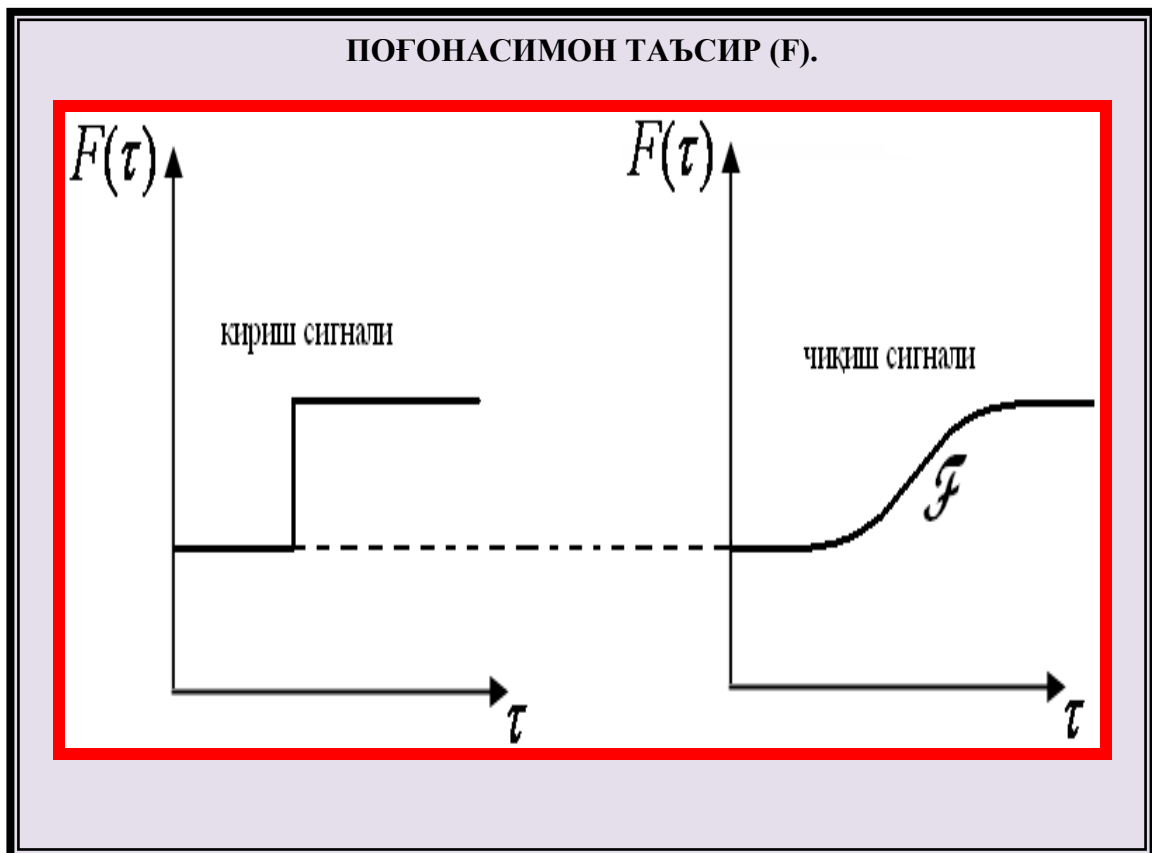 ПОҒОНАСИМОН ТАЪСИР (F).
F(τ)
F(τ)
кириш сигнали
чиқиш сигнали
ℱ
τ
τ